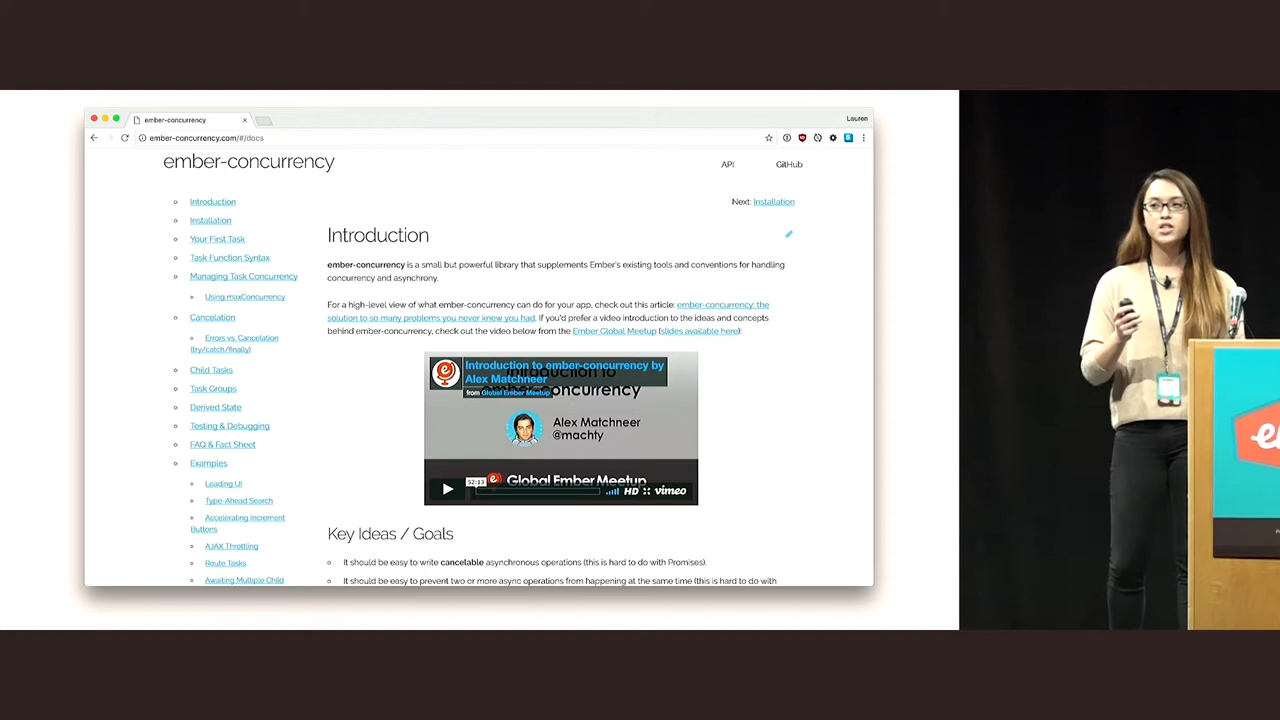 ember-concurrency
Lauren
ember-concurrency.com/#/docs
ember-concurrency
API
GitHub
Introduction
Installation
Your First Task
Task Function Syntax
Managing Task Concurrency
Using maxConcurrency
Cancelation
Errors vs. Cancelation
(try/catch/finally)
Child Tasks
Task Groups
Derived State
Testing & Debugging
FAQ & Fact Sheet
Examples
Loading UI
Type-Ahead Search
Accelerating Increment
Buttons
AJAX Throttling
Route Tasks
Awaiting Multiple Child
Next: Installation
Introduction
ember-concurrency is a small but powerful library that supplements Ember's existing tools and conventions for handling
concurrency and asynchrony.
For a high-level view of what ember-concurrency can do for your app, check out this article: ember-concurrency: the
solution to so many problems you never knew you had. If you'd prefer a video introduction to the ideas and concepts
behind ember-concurrency, check out the video below from the Ember Global Meetup (slides available here):
Introduction to ember-concurrency by
Alex Matchneer
from Global Ember Meetup
Introduction to
ember-concurrency
Alex Matchneer
@machty
Global Ember Meetup
52:13
HD
vimeo
Key Ideas / Goals
It should be easy to write cancelable asynchronous operations (this is hard to do with Promises).
It should be easy to prevent two or more async operations from happening at the same time (this is hard to do with